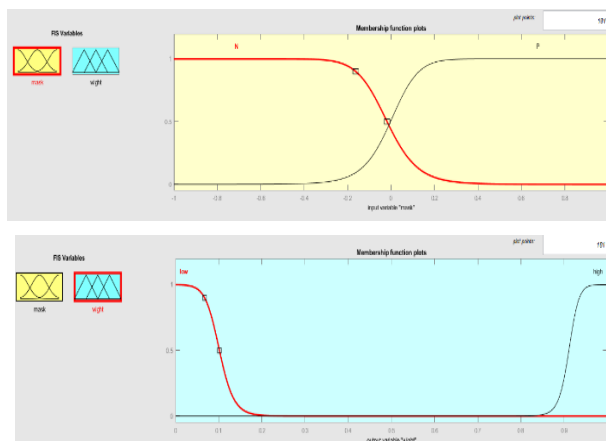 plot points:
FIS Variables
Membership function plots
N
P
mask
wight
1
0.5
0
-1 -0.8 -0.6 -0.4 -0.2 0 0.2 0.4 0.6 0.8
input variable "mask"
plot points:
FIS Variables
Membership function plots
low
high
mask
wight
1
0.5
0
0 0.1 0.2 0.3 0.4 0.5 0.6 0.7 0.8 0.9
output variable "wight"